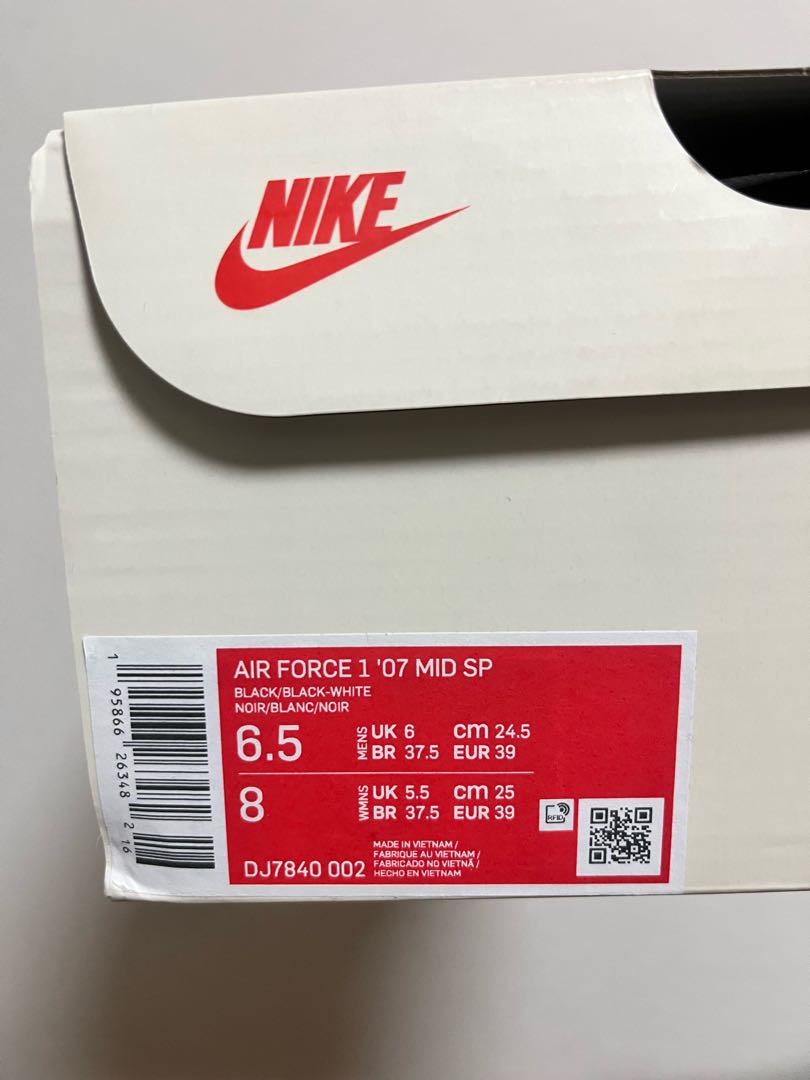 NIKE
AIR FORCE 1 '07 MID SP
BLACK/BLACK-WHITE
NOIR/BLANC/NOIR
6.5 MENS UK 6 cm 24.5
BR 37.5 EUR 39
8 WMNS UK 5.5 cm 25
BR 37.5 EUR 39
RFID
DJ7840 002
MADE IN VIETNAM /
FABRIQUE AU VIETNAM /
FABRICADO NO VIETNÃ /
HECHO EN VIETNAM
1 95866 26348 2 16